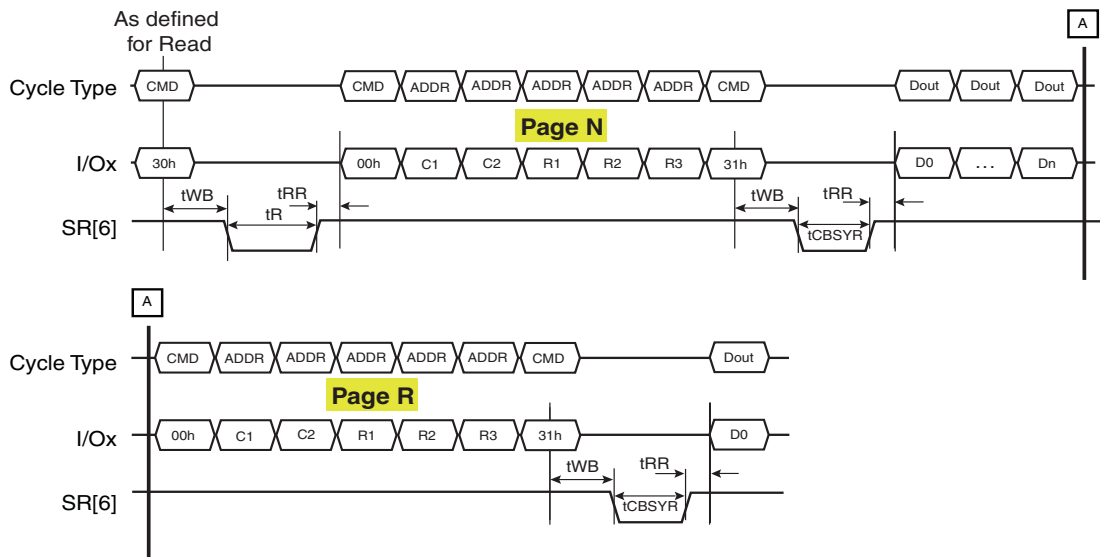 As defined
for Read
A
Cycle Type CMD CMD ADDR ADDR ADDR ADDR ADDR CMD Dout Dout Dout
Page N
I/Ox 30h 00h C1 C2 R1 R2 R3 31h D0 ... Dn
tWB tRR tWB tRR
tR
SR[6] tCBSYR
A
Cycle Type CMD ADDR ADDR ADDR ADDR ADDR CMD Dout
Page R
I/Ox 00h C1 C2 R1 R2 R3 31h D0
tWB tRR
SR[6] tCBSYR